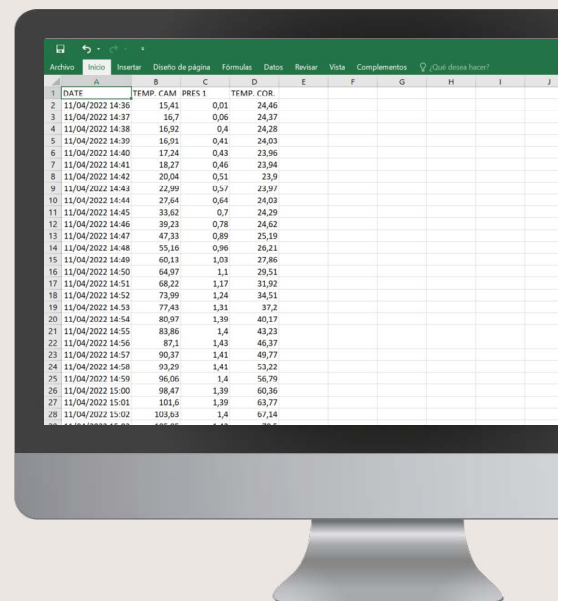 Archivo Inicio Insertar Diseño de página Fórmulas Datos Revisar Vista Complementos ¿Qué desea hacer?
A B C D E F G H I J
1 DATE TEMP. CAM PRES 1 TEMP. COR.
2 11/04/2022 14:36 15,41 0,01 24,46
3 11/04/2022 14:37 16,7 0,06 24,37
4 11/04/2022 14:38 16,92 0,4 24,28
5 11/04/2022 14:39 16,91 0,41 24,03
6 11/04/2022 14:40 17,24 0,43 23,96
7 11/04/2022 14:41 18,27 0,46 23,94
8 11/04/2022 14:42 20,04 0,51 23,9
9 11/04/2022 14:43 22,99 0,57 23,97
10 11/04/2022 14:44 27,64 0,64 24,03
11 11/04/2022 14:45 33,62 0,7 24,29
12 11/04/2022 14:46 39,23 0,78 24,62
13 11/04/2022 14:47 47,33 0,89 25,19
14 11/04/2022 14:48 55,16 0,96 26,21
15 11/04/2022 14:49 60,13 1,03 27,86
16 11/04/2022 14:50 64,97 1,1 29,51
17 11/04/2022 14:51 68,22 1,17 31,92
18 11/04/2022 14:52 73,99 1,24 34,51
19 11/04/2022 14:53 77,43 1,31 37,2
20 11/04/2022 14:54 80,97 1,39 40,17
21 11/04/2022 14:55 83,86 1,4 43,23
22 11/04/2022 14:56 87,1 1,43 46,37
23 11/04/2022 14:57 90,37 1,41 49,77
24 11/04/2022 14:58 93,29 1,41 53,22
25 11/04/2022 14:59 96,06 1,4 56,79
26 11/04/2022 15:00 98,47 1,39 60,36
27 11/04/2022 15:01 101,6 1,39 63,77
28 11/04/2022 15:02 103,63 1,4 67,14